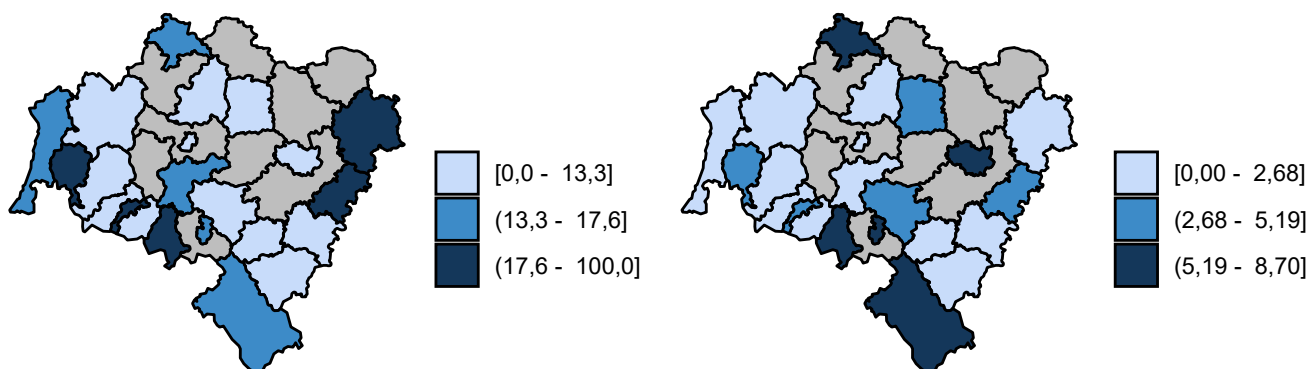 [0,0 - 13,3]
(13,3 - 17,6]
(17,6 - 100,0]
[0,00 - 2,68]
(2,68 - 5,19]
(5,19 - 8,70]